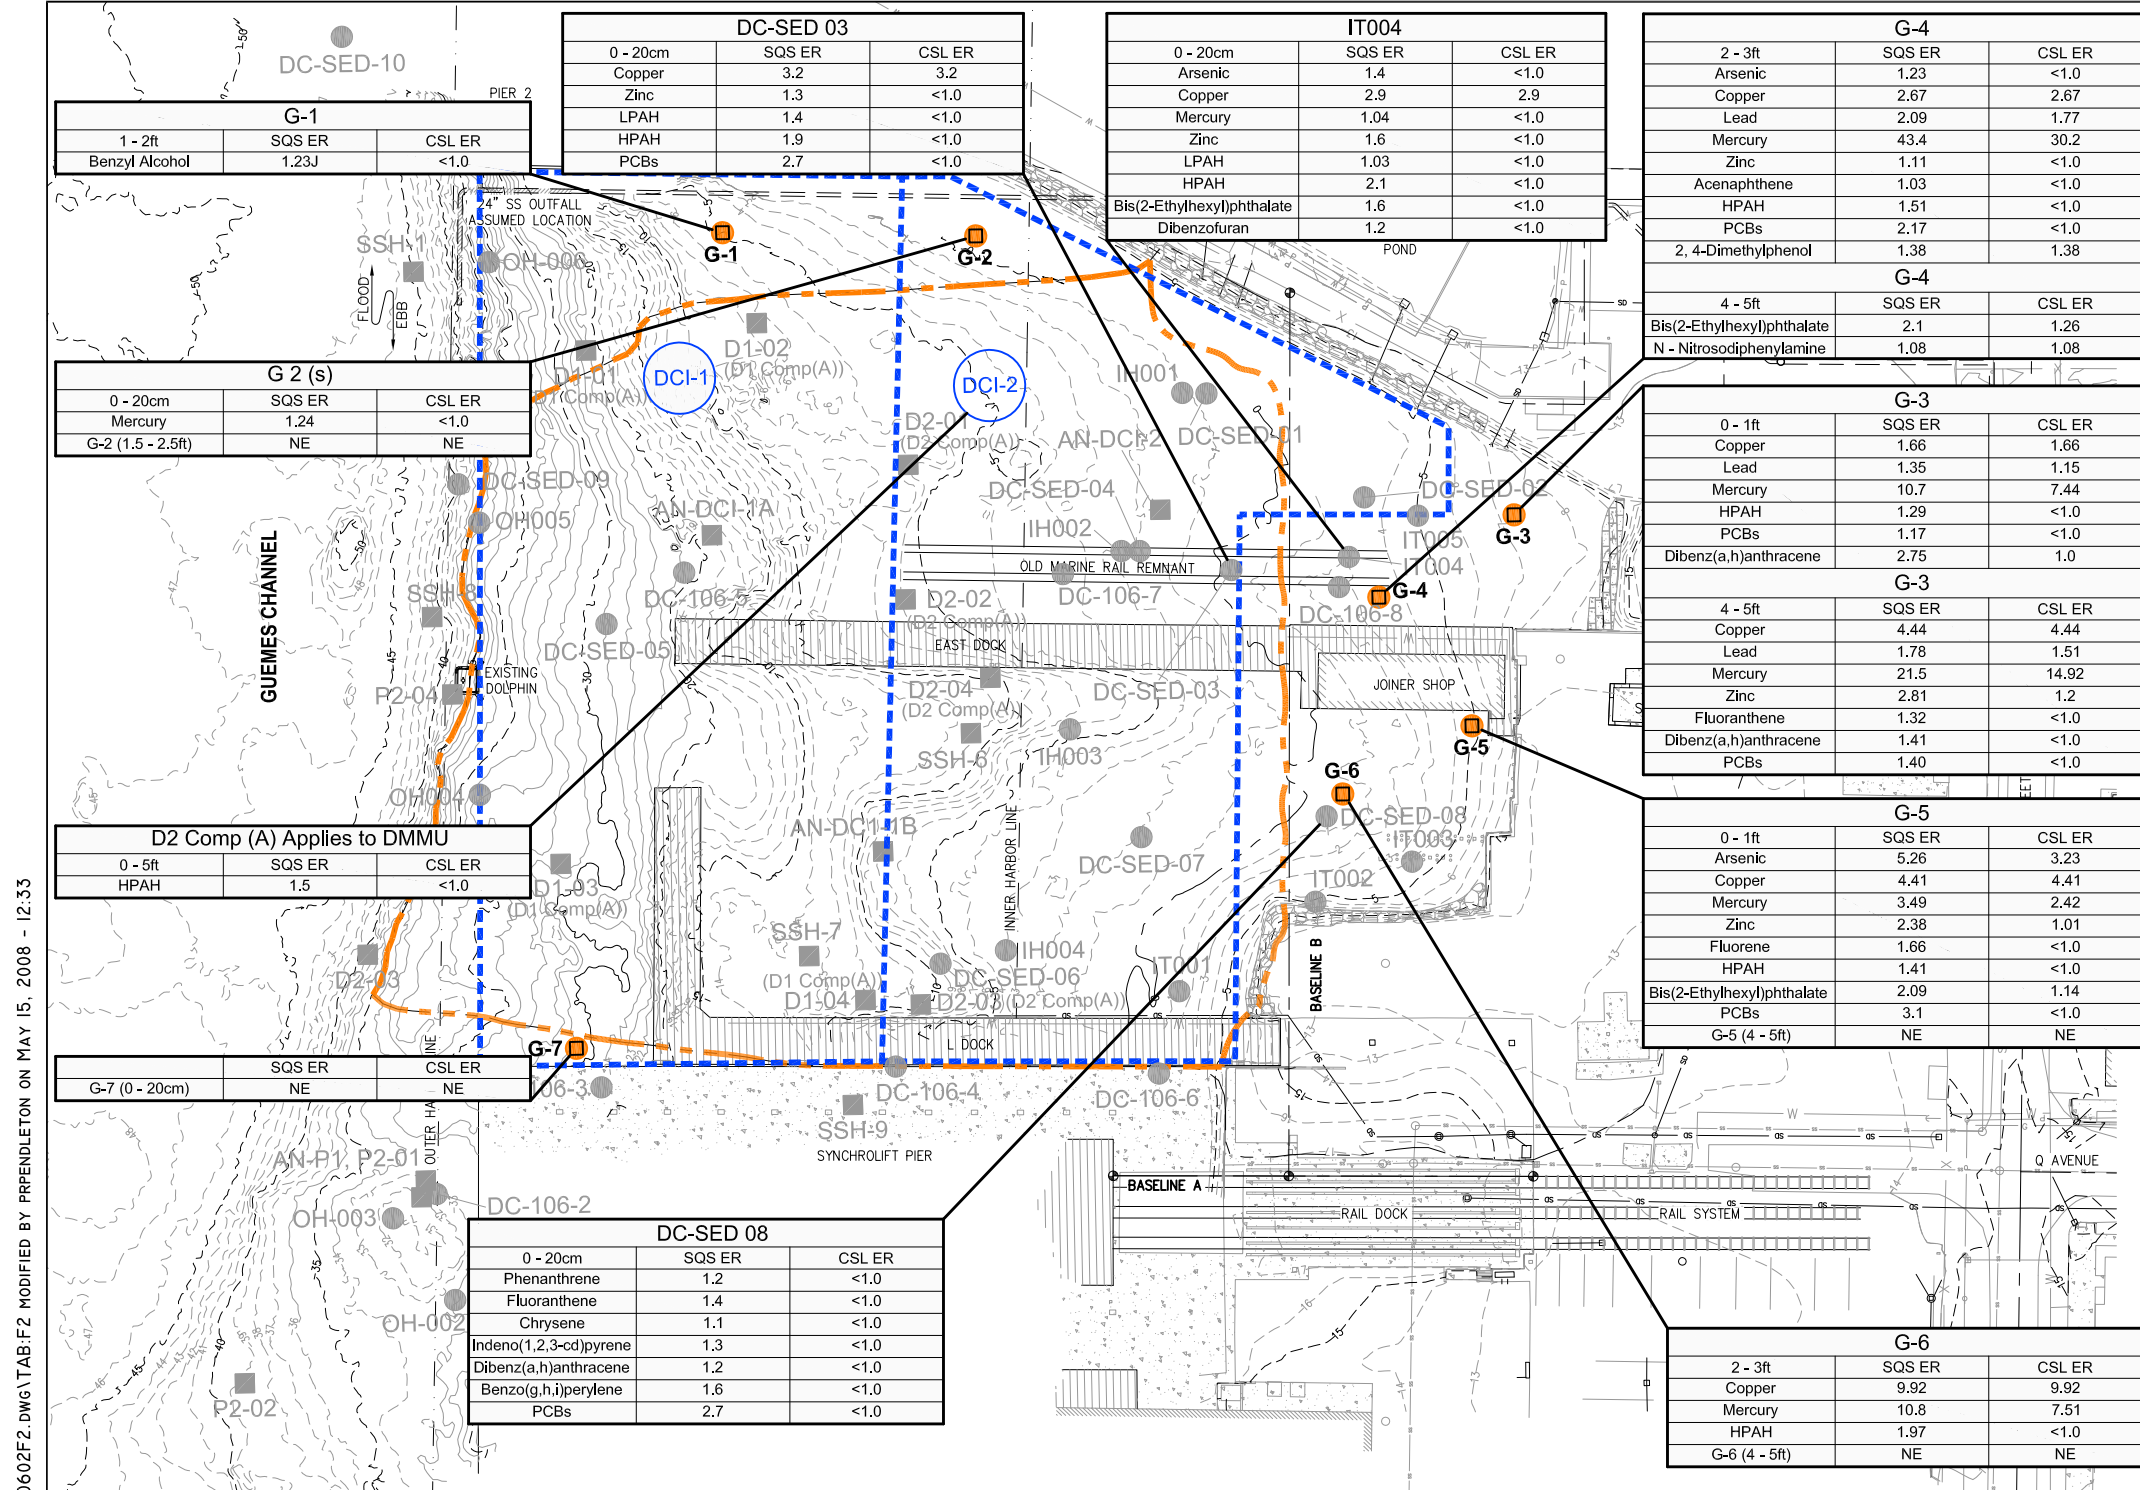 DC-SED-10
PIER 2
DC-SED 03
0 - 20cm SQS ER CSL ER
Copper 3.2 3.2
Zinc 1.3 <1.0
LPAH 1.4 <1.0
HPAH 1.9 <1.0
PCBs 2.7 <1.0
IT004
0 - 20cm SQS ER CSL ER
Arsenic 1.4 <1.0
Copper 2.9 2.9
Mercury 1.04 <1.0
Zinc 1.6 <1.0
LPAH 1.03 <1.0
HPAH 2.1 <1.0
Bis(2-Ethylhexyl)phthalate 1.6 <1.0
Dibenzofuran 1.2 <1.0
G-4
2 - 3ft SQS ER CSL ER
Arsenic 1.23 <1.0
Copper 2.67 2.67
Lead 2.09 1.77
Mercury 43.4 30.2
Zinc 1.11 <1.0
Acenaphthene 1.03 <1.0
HPAH 1.51 <1.0
PCBs 2.17 <1.0
2, 4-Dimethylphenol 1.38 1.38
G-4
4 - 5ft SQS ER CSL ER
Bis(2-Ethylhexyl)phthalate 2.1 1.26
N - Nitrosodiphenylamine 1.08 1.08
G-1
1 - 2ft SQS ER CSL ER
Benzyl Alcohol 1.23J <1.0
24" SS OUTFALL
ASSUMED LOCATION
SSH-1
OH-006
FLOOD
EBB
G-1
G-2
POND
D1-02
(D1 Comp(A))
D1-01
(D1 Comp(A))
DCI-1
DCI-2
IH001
G 2 (s)
0 - 20cm SQS ER CSL ER
Mercury 1.24 <1.0
G-2 (1.5 - 2.5ft) NE NE
G-3
0 - 1ft SQS ER CSL ER
Copper 1.66 1.66
Lead 1.35 1.15
Mercury 10.7 7.44
HPAH 1.29 <1.0
PCBs 1.17 <1.0
Dibenz(a,h)anthracene 2.75 1.0
G-3
4 - 5ft SQS ER CSL ER
Copper 4.44 4.44
Lead 1.78 1.51
Mercury 21.5 14.92
Zinc 2.81 1.2
Fluoranthene 1.32 <1.0
Dibenz(a,h)anthracene 1.41 <1.0
PCBs 1.40 <1.0
D2-01
(D2 Comp(A))
AN-DCI-2
DC-SED-01
DC-SED-09
DC-SED-04
DC-SED-02
OH005
AN-DCI-1A
IH002
IT005
G-3
OLD MARINE RAIL REMNANT
IT004
GUEMES CHANNEL
SSH-8
DC-106-5
D2-02
(D2 Comp(A))
DC-106-7
G-4
DC-106-8
DC-SED-05
EAST DOCK
EXISTING
DOLPHIN
P2-04
D2-04
(D2 Comp(A))
DC-SED-03
JOINER SHOP
SSH-6
IH003
G-5
G-6
OH004
DC-SED-08
AN-DC1-1B
IT003
DC-SED-07
INNER HARBOR LINE
IT002
D2 Comp (A) Applies to DMMU
0 - 5ft SQS ER CSL ER
HPAH 1.5 <1.0
G-5
0 - 1ft SQS ER CSL ER
Arsenic 5.26 3.23
Copper 4.41 4.41
Mercury 3.49 2.42
Zinc 2.38 1.01
Fluorene 1.66 <1.0
HPAH 1.41 <1.0
Bis(2-Ethylhexyl)phthalate 2.09 1.14
PCBs 3.1 <1.0
G-5 (4 - 5ft) NE NE
D1-03
(D1 Comp(A))
SSH-7
(D1 Comp(A))
D1-04
IH004
DC-SED-06
D2-03 (D2 Comp(A))
IT001
BASELINE B
D2-03
G-7
L DOCK
SQS ER CSL ER
G-7 (0 - 20cm) NE NE
106-3
DC-106-4
DC-106-6
SSH-9
SYNCHROLIFT PIER
OUTER HA
INE
AN-P1, P2-01
DC-106-2
OH-003
OH-002
P2-02
BASELINE A
RAIL DOCK
RAIL SYSTEM
Q AVENUE
DC-SED 08
0 - 20cm SQS ER CSL ER
Phenanthrene 1.2 <1.0
Fluoranthene 1.4 <1.0
Chrysene 1.1 <1.0
Indeno(1,2,3-cd)pyrene 1.3 <1.0
Dibenz(a,h)anthracene 1.2 <1.0
Benzo(g,h,i)perylene 1.6 <1.0
PCBs 2.7 <1.0
G-6
2 - 3ft SQS ER CSL ER
Copper 9.92 9.92
Mercury 10.8 7.51
HPAH 1.97 <1.0
G-6 (4 - 5ft) NE NE
0602F2.DWG\TAB:F2 MODIFIED BY PRPENDLETON ON MAY 15, 2008 - 12:33